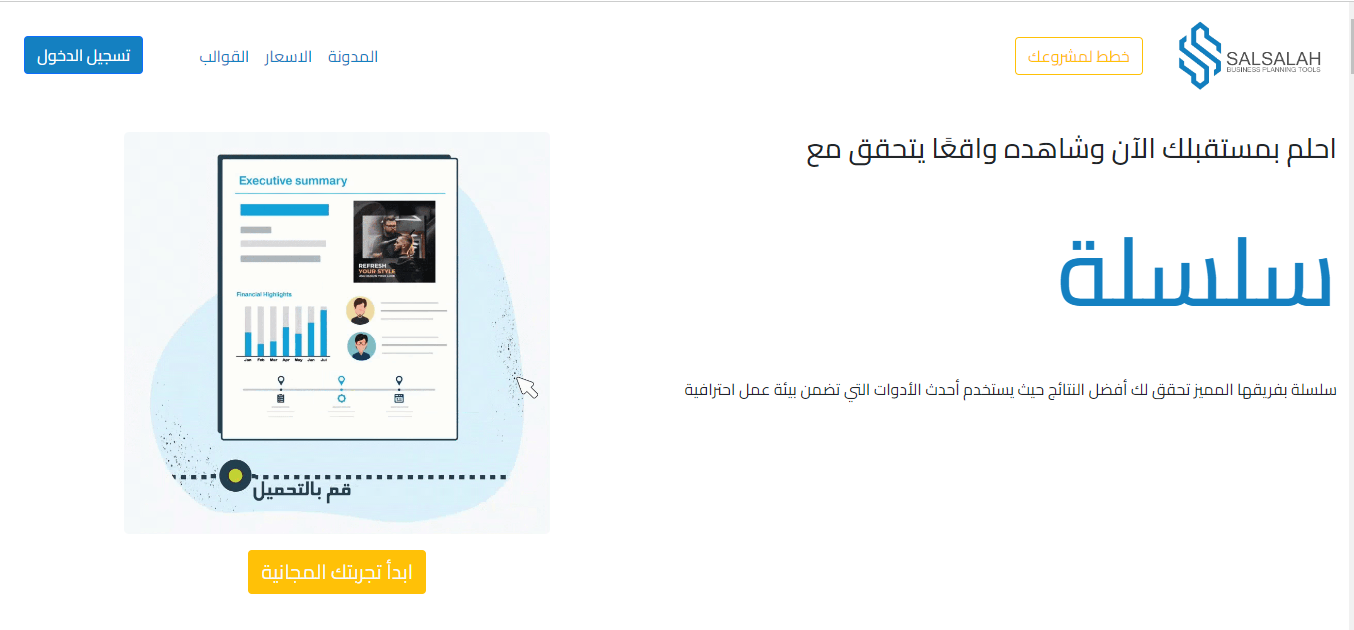 SALSALAH
BUSINESS PLANNING TOOLS
خطط لمشروعك
المدونة
الاسعار
القوالب
تسجيل الدخول
احلم بمستقبلك الآن وشاهده واقعًا يتحقق مع
سلسلة
سلسلة بفريقها المميز تحقق لك أفضل النتائج حيث يستخدم أحدث الأدوات التي تضمن بيئة عمل احترافية
Executive summary
REFRESH
YOUR STYLE
Financial Highlights
Jan Feb Mar Apr May Jun Jul
قم بالتحميل
ابدأ تجربتك المجانية